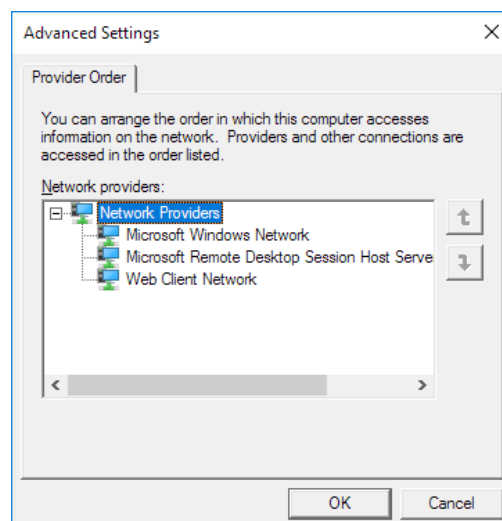 Advanced Settings
Provider Order
You can arrange the order in which this computer accesses
information on the network. Providers and other connections are
accessed in the order listed.
Network providers:
Network Providers
Microsoft Windows Network
Microsoft Remote Desktop Session Host Serve
Web Client Network
OK
Cancel